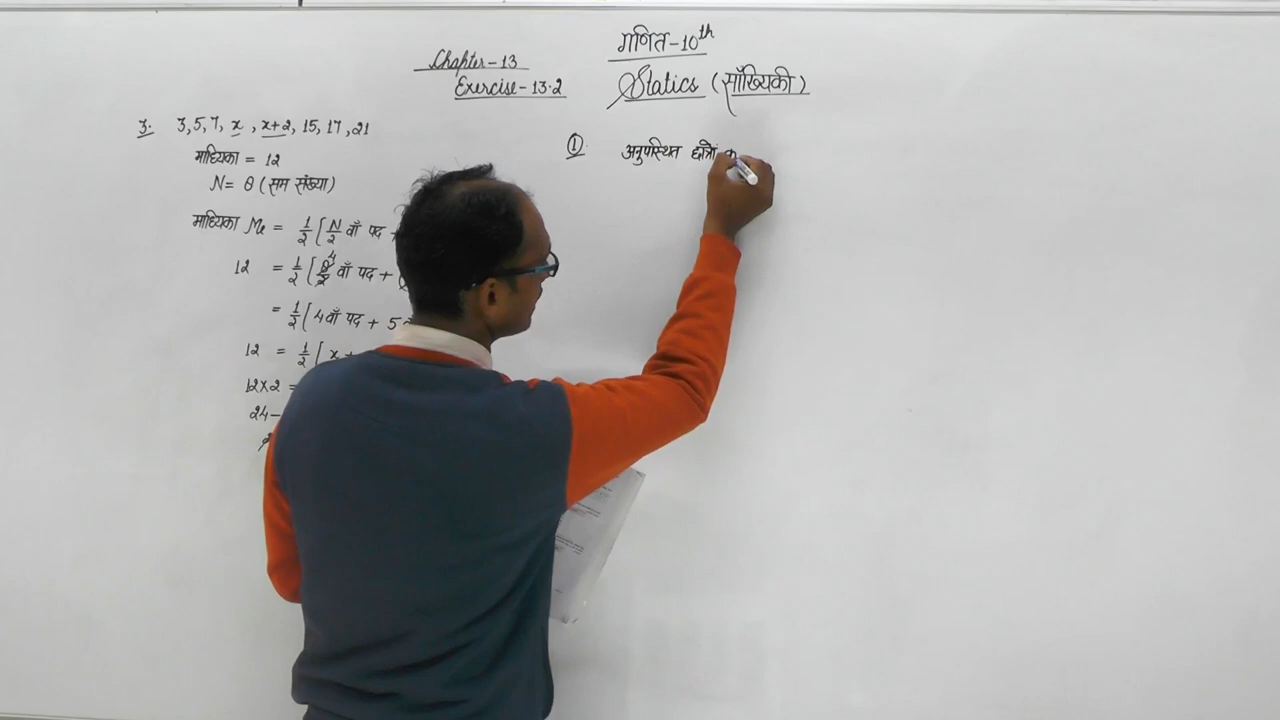 गणित-10th
Chapter-13
Exercise-13.2
Statics (साँख्यिकी)
3. 3,5,7, x, x+2, 15, 17, 21
माध्यिका = 12
N= 8 (सम संख्या)
माध्यिका Me = 1/2 [N/2 वाँ पद +
12 = 1/2 [8/2 4 वाँ पद +
= 1/2 [4वाँ पद + 5
12 = 1/2 [x +
12×2 =
24-
① अनुपस्थित छात्रों